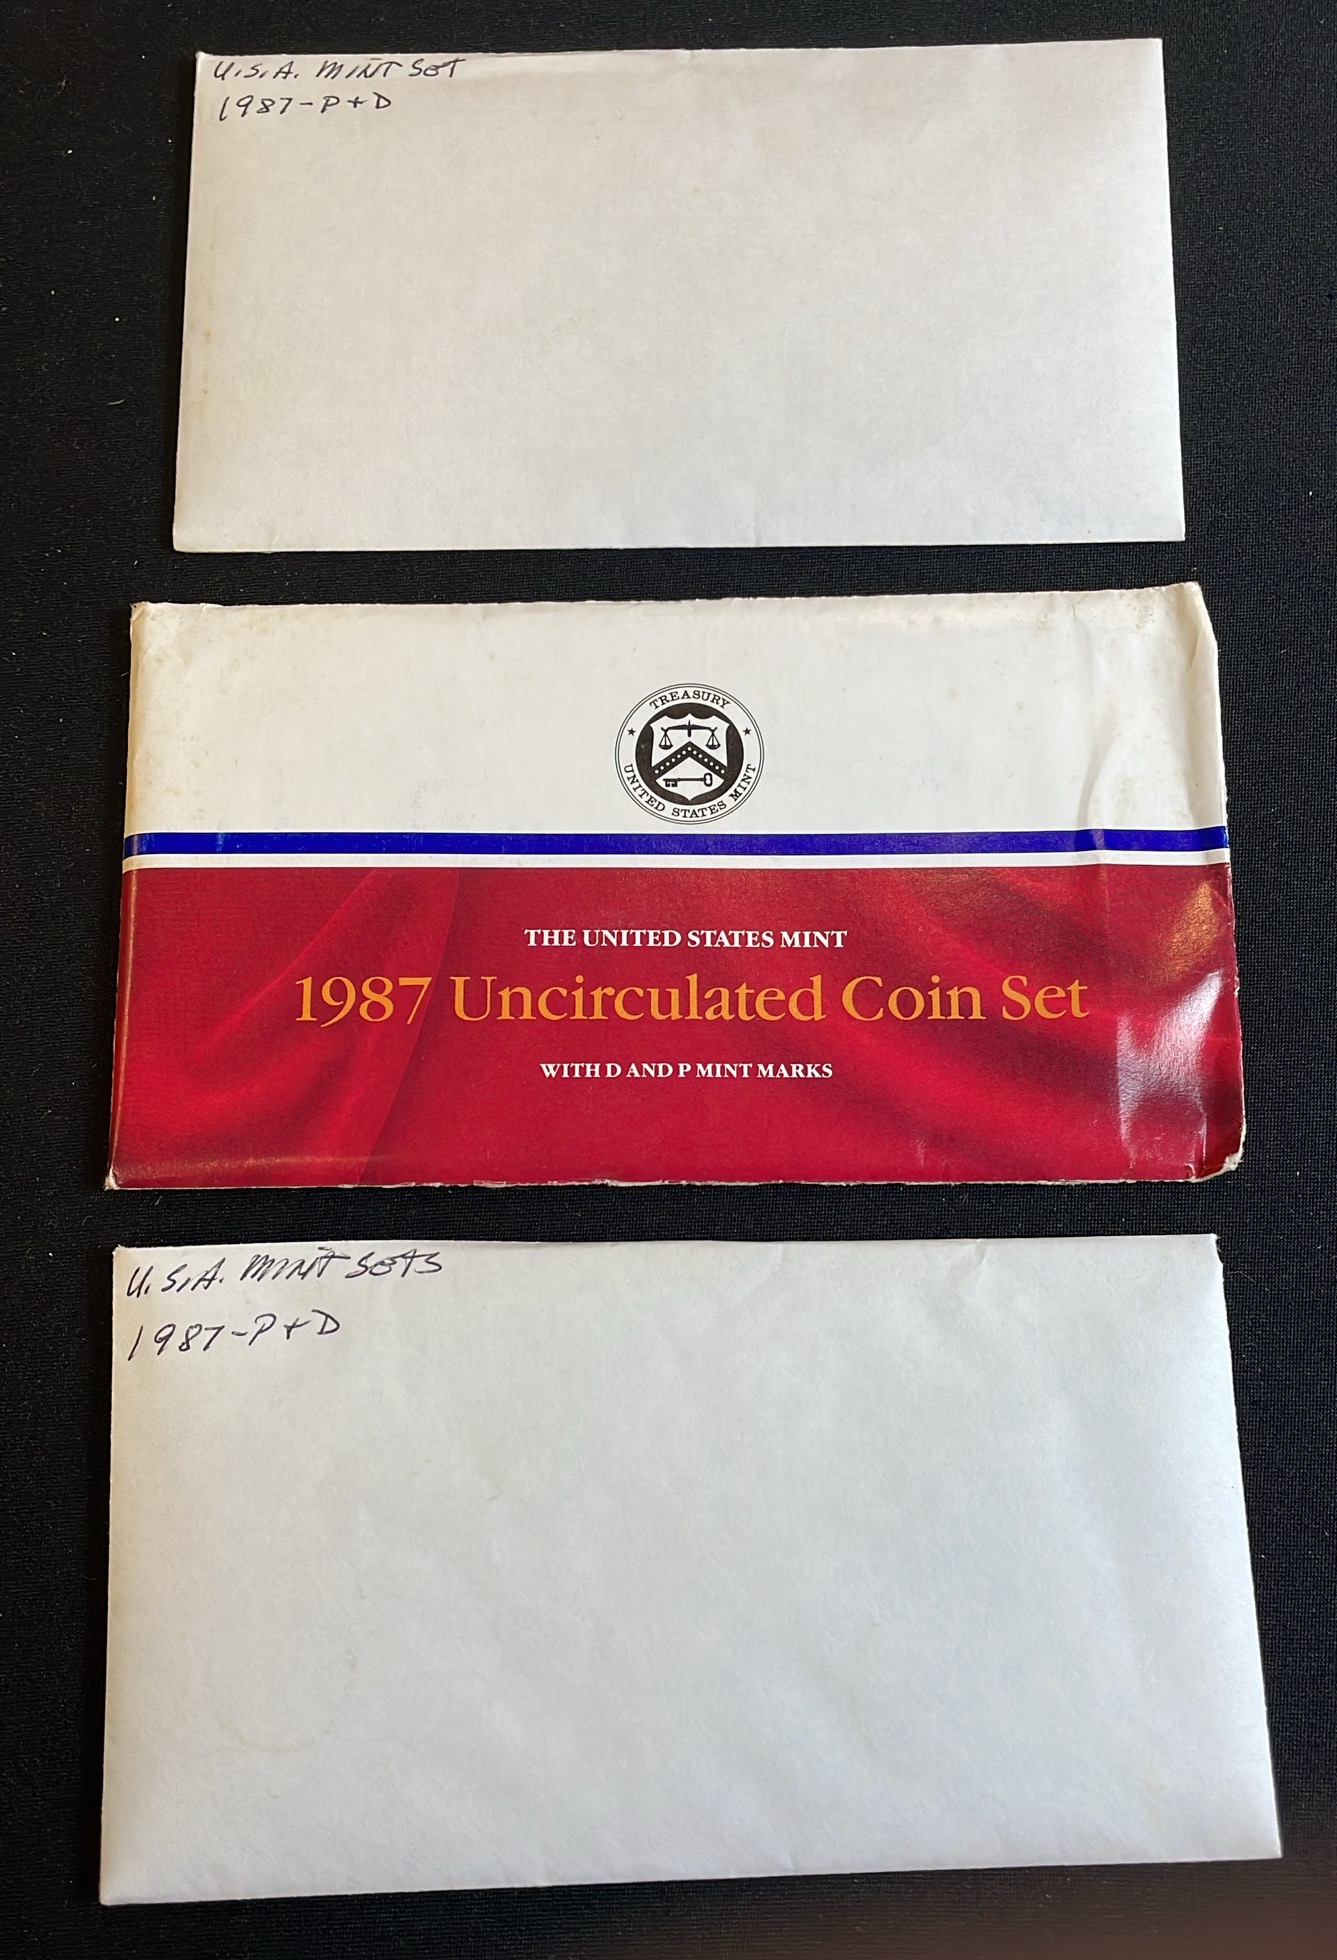 U.S.A. MINT SET
1987-P+D
TREASURY
UNITED STATES MINT
THE UNITED STATES MINT
1987 Uncirculated Coin Set
WITH D AND P MINT MARKS
U.S.A. MINT SETS
1987-P+D